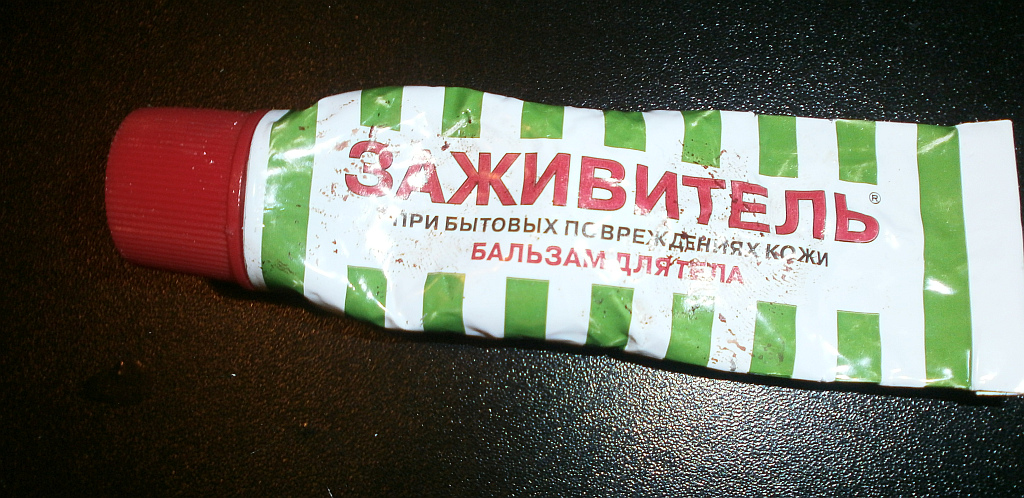 ЗАЖИВИТЕЛЬ®
ПРИ БЫТОВЫХ ПОВРЕЖДЕНИЯХ КОЖИ
БАЛЬЗАМ ДЛЯ ТЕЛА